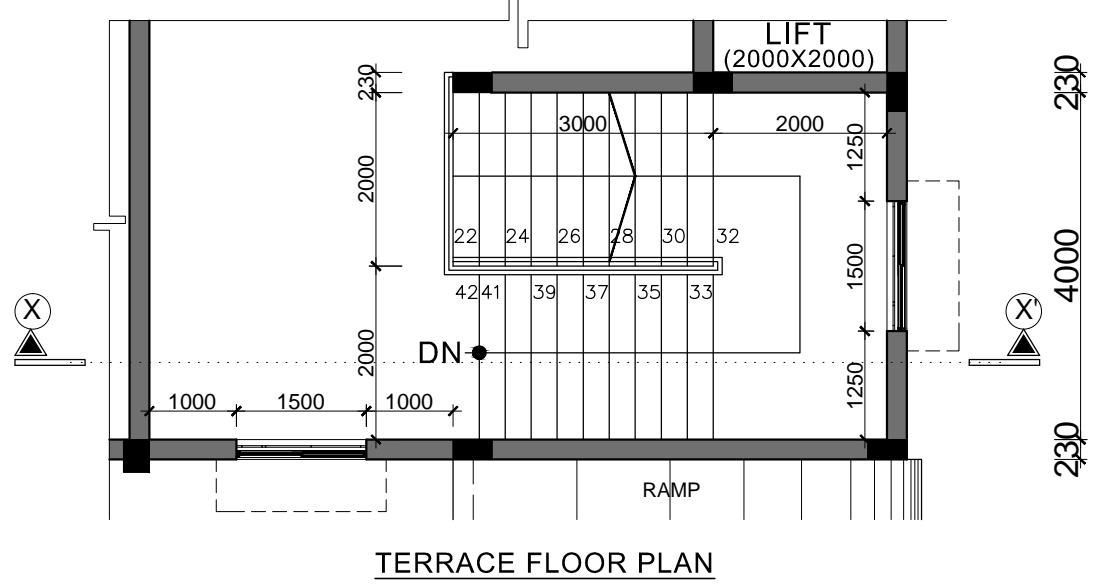 LIFT
(2000X2000)
230
230
3000
2000
1250
2000
22 24 26 28 30 32
1500
4000
42 41 39 37 35 33
X
X'
DN
2000
1250
1000
1500
1000
230
RAMP
TERRACE FLOOR PLAN